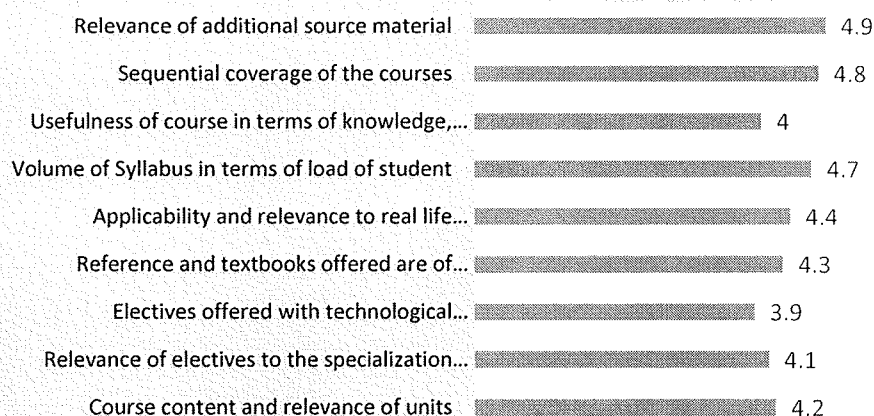 Relevance of additional source material 4.9
Sequential coverage of the courses 4.8
Usefulness of course in terms of knowledge,... 4
Volume of Syllabus in terms of load of student 4.7
Applicability and relevance to real life... 4.4
Reference and textbooks offered are of... 4.3
Electives offered with technological... 3.9
Relevance of electives to the specialization... 4.1
Course content and relevance of units 4.2